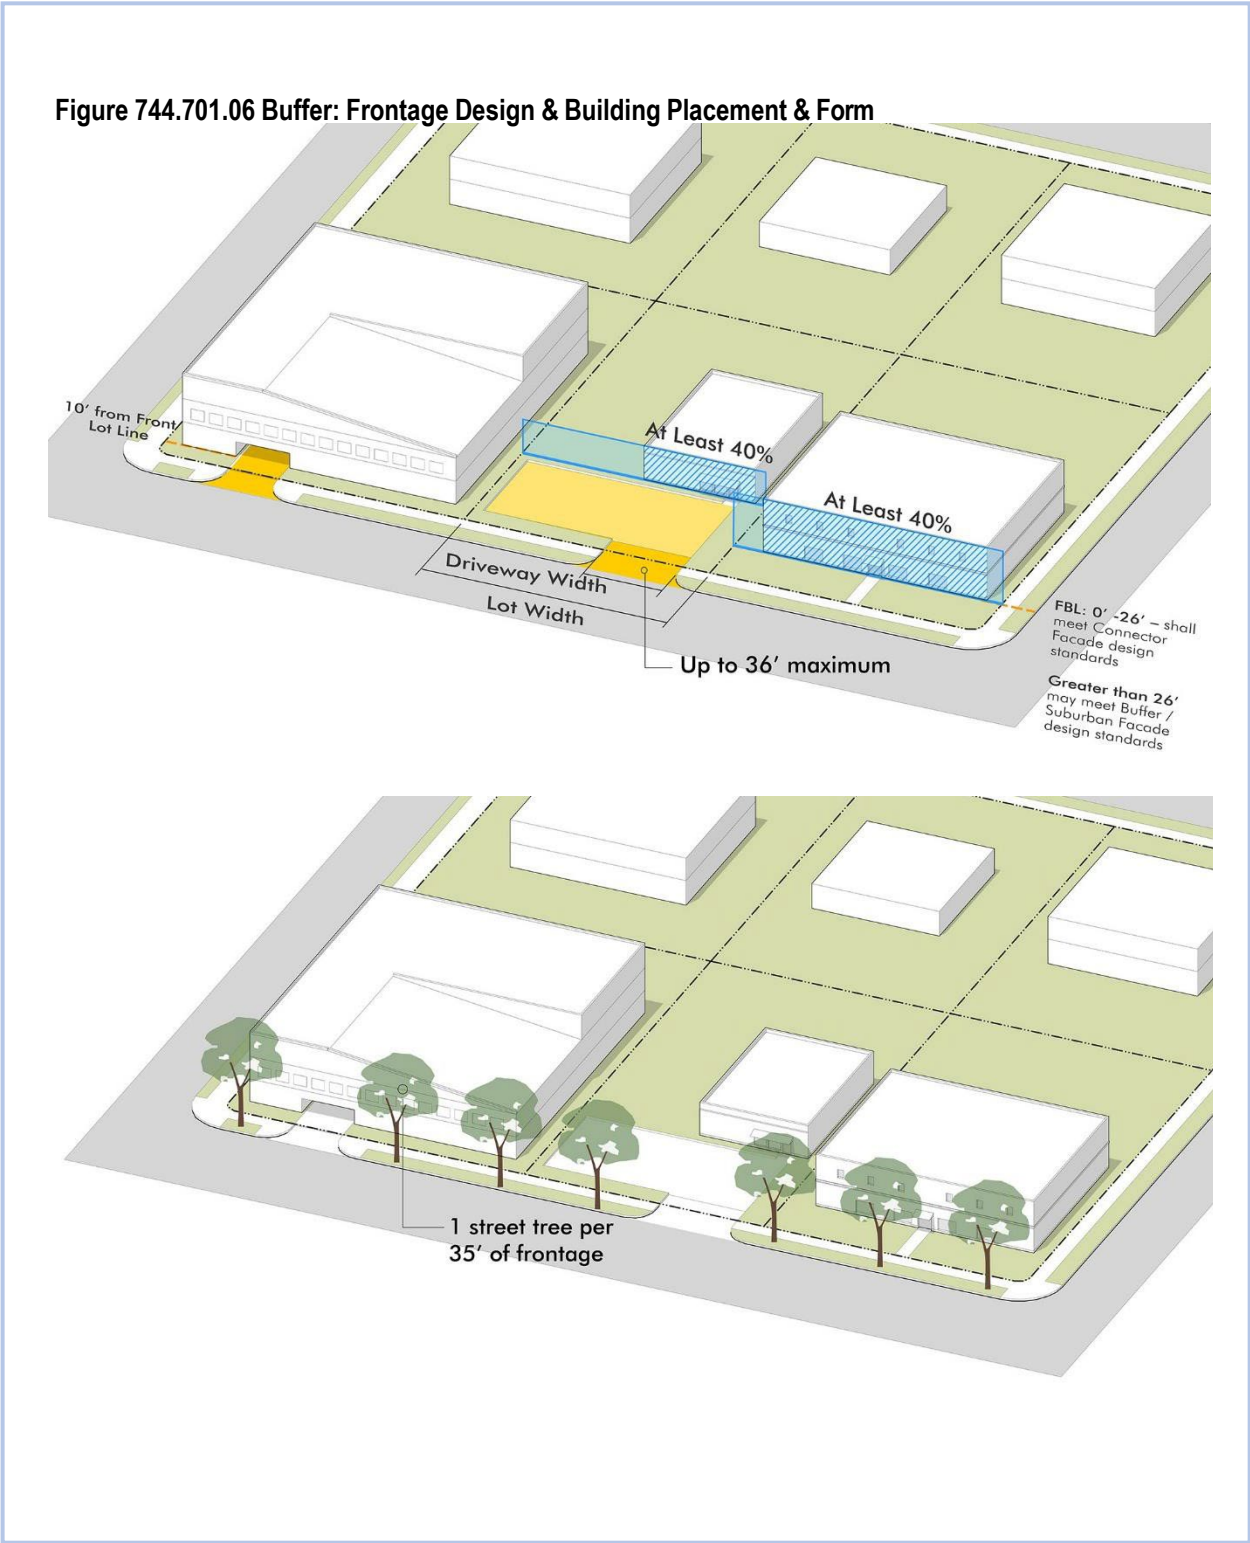 Figure 744.701.06 Buffer: Frontage Design & Building Placement & Form
10' from Front
Lot Line
At Least 40%
At Least 40%
Driveway Width
Lot Width
Up to 36' maximum
FBL: 0' -26' – shall
meet Connector
Facade design
standards
Greater than 26'
may meet Buffer /
Suburban Facade
design standards
1 street tree per
35' of frontage